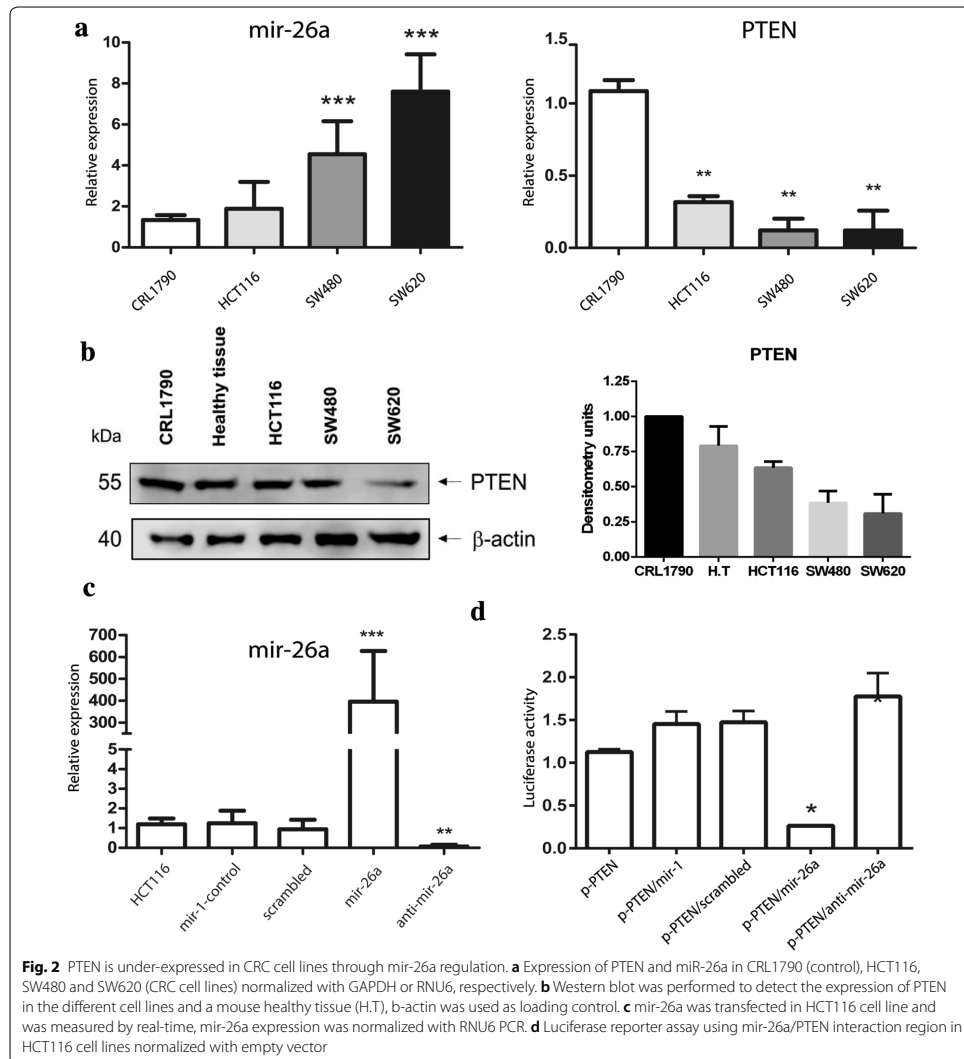 a
mir-26a
Relative expression
10
8
6
4
2
0
***
***
CRL1790
HCT116
SW480
SW620
PTEN
Relative expression
1.5
1.0
0.5
0.0
**
**
**
CRL1790
HCT116
SW480
SW620
b
kDa
CRL1790
Healthy tissue
HCT116
SW480
SW620
55
← PTEN
40
← β-actin
PTEN
Densitometry units
1.25
1.00
0.75
0.50
0.25
0.00
CRL1790
H.T
HCT116
SW480
SW620
c
mir-26a
Relative expression
700
600
500
400
300
5
4
3
2
1
0
***
**
HCT116
mir-1-control
scrambled
mir-26a
anti-mir-26a
d
Luciferase activity
2.5
2.0
1.5
1.0
0.5
0.0
*
*
p-PTEN
p-PTEN/mir-1
p-PTEN/scrambled
p-PTEN/mir-26a
p-PTEN/anti-mir-26a
Fig. 2 PTEN is under-expressed in CRC cell lines through mir-26a regulation. a Expression of PTEN and miR-26a in CRL1790 (control), HCT116,
SW480 and SW620 (CRC cell lines) normalized with GAPDH or RNU6, respectively. b Western blot was performed to detect the expression of PTEN
in the different cell lines and a mouse healthy tissue (H.T), b-actin was used as loading control. c mir-26a was transfected in HCT116 cell line and
was measured by real-time, mir-26a expression was normalized with RNU6 PCR. d Luciferase reporter assay using mir-26a/PTEN interaction region in
HCT116 cell lines normalized with empty vector